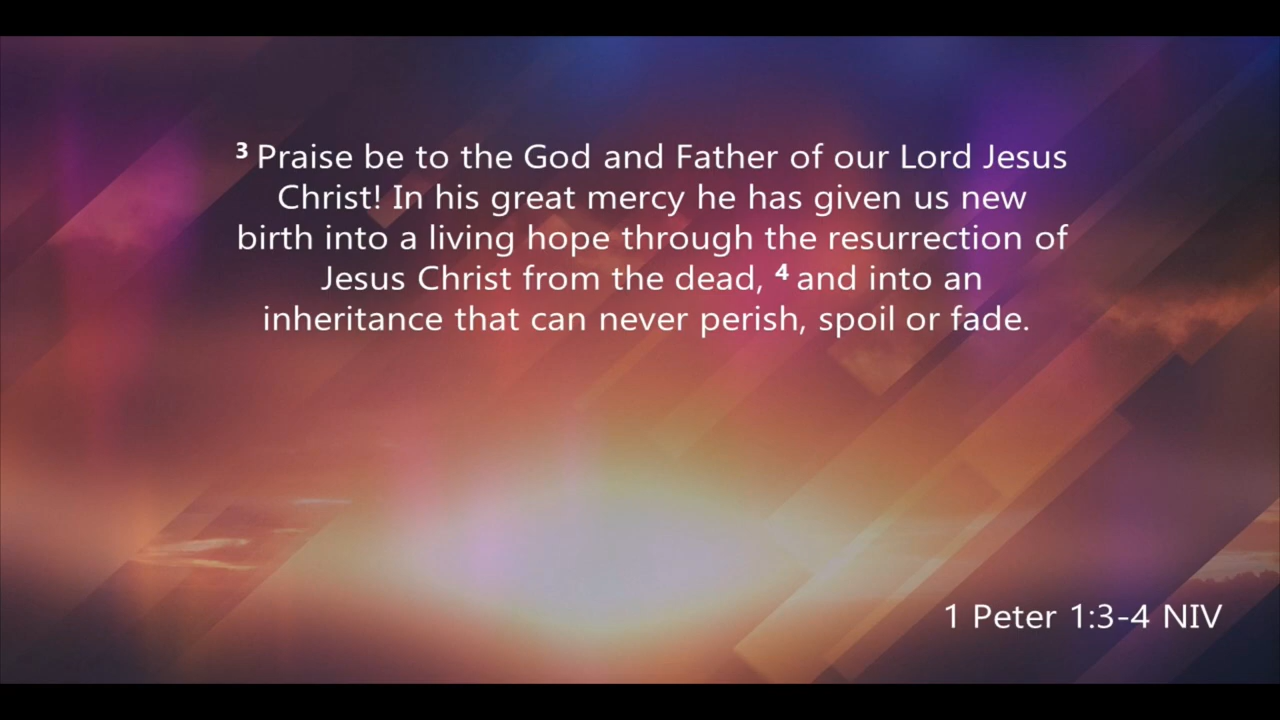 3 Praise be to the God and Father of our Lord Jesus
Christ! In his great mercy he has given us new
birth into a living hope through the resurrection of
Jesus Christ from the dead, 4 and into an
inheritance that can never perish, spoil or fade.
1 Peter 1:3-4 NIV